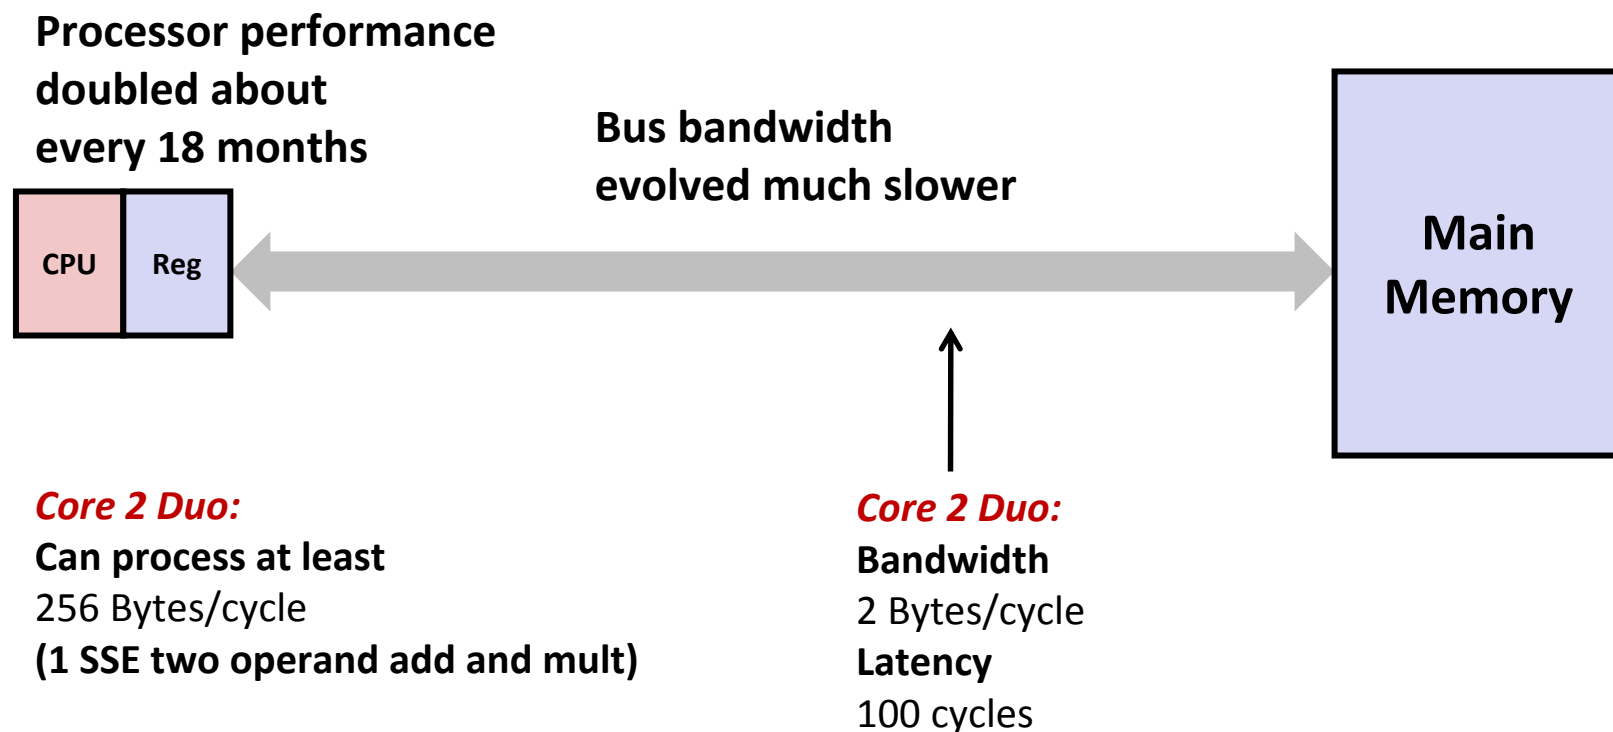 Processor performance
doubled about
every 18 months
Bus bandwidth
evolved much slower
CPU
Reg
Main
Memory
Core 2 Duo:
Can process at least
256 Bytes/cycle
(1 SSE two operand add and mult)
Core 2 Duo:
Bandwidth
2 Bytes/cycle
Latency
100 cycles